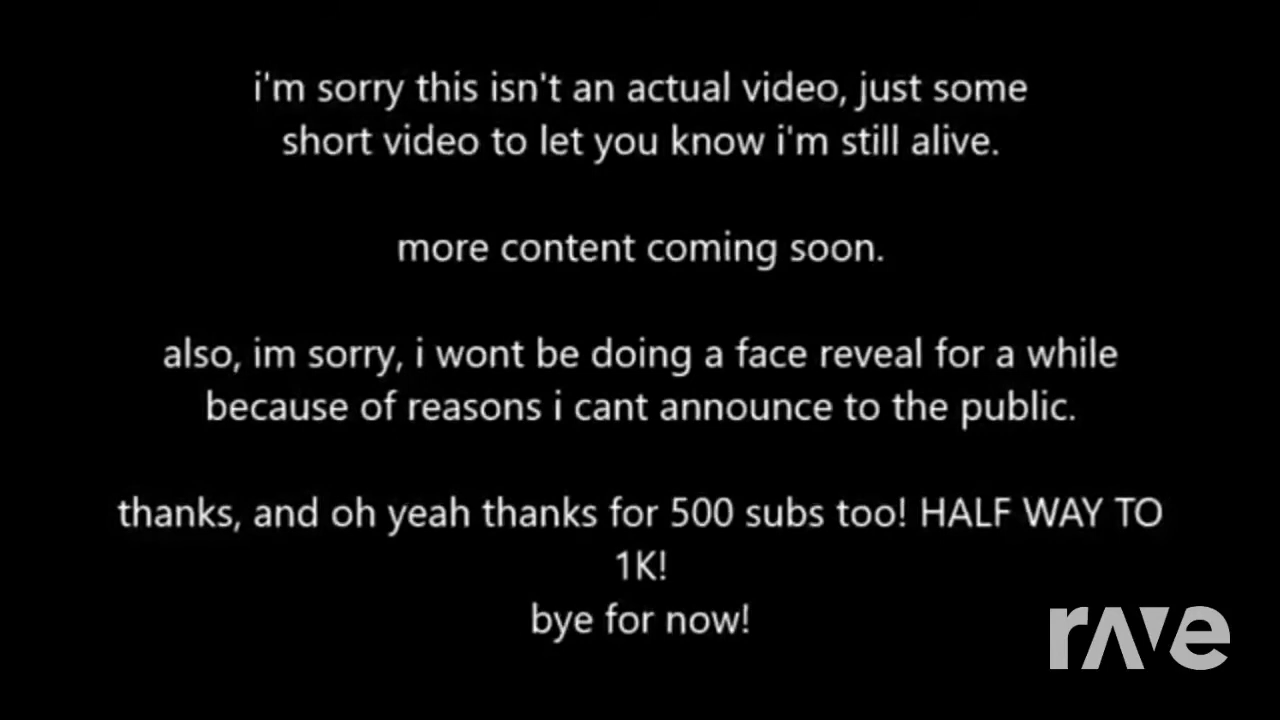 i'm sorry this isn't an actual video, just some
short video to let you know i'm still alive.
more content coming soon.
also, im sorry, i wont be doing a face reveal for a while
because of reasons i cant announce to the public.
thanks, and oh yeah thanks for 500 subs too! HALF WAY TO
1K!
bye for now!
rave